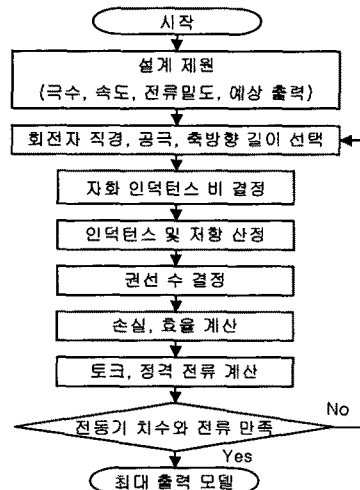 시작
설계 제원
(극수, 속도, 전류밀도, 예상 출력)
회전자 직경, 공극, 축방향 길이 선택
자화 인덕턴스 비 결정
인덕턴스 및 저항 산정
권선 수 결정
손실, 효율 계산
토크, 정격 전류 계산
전동기 치수와 전류 만족
No
Yes
최대 출력 모델